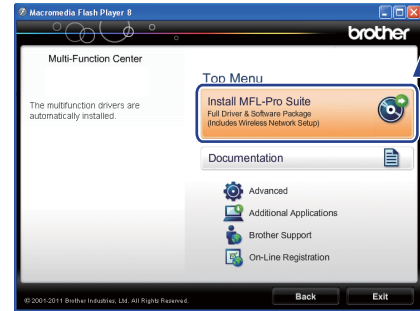 Macromedia Flash Player 8
brother
Multi-Function Center
The multifunction drivers are
automatically installed.
Top Menu
Install MFL-Pro Suite
Full Driver & Software Package
(Includes Wireless Network Setup)
Documentation
Advanced
Additional Applications
Brother Support
On-Line Registration
© 2001-2011 Brother Industries, Ltd. All Rights Reserved.
Back
Exit